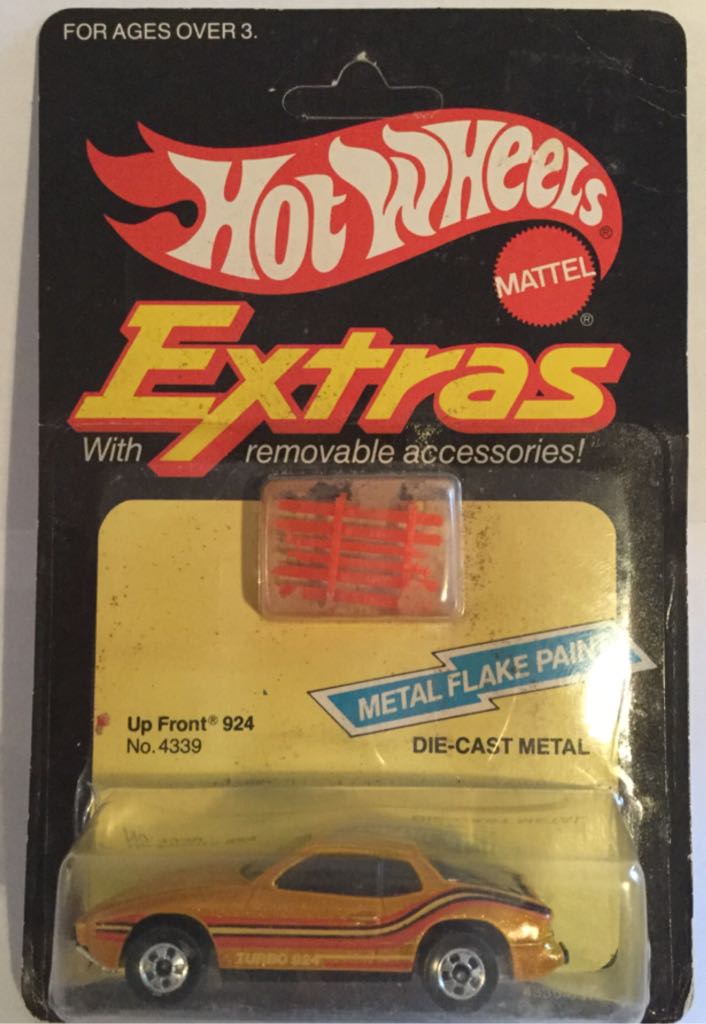 FOR AGES OVER 3.
HOT WHEELS®
MATTEL®
Extras
With removable accessories!
METAL FLAKE PAINT
Up Front® 924
No. 4339
DIE-CAST METAL
TURBO 924